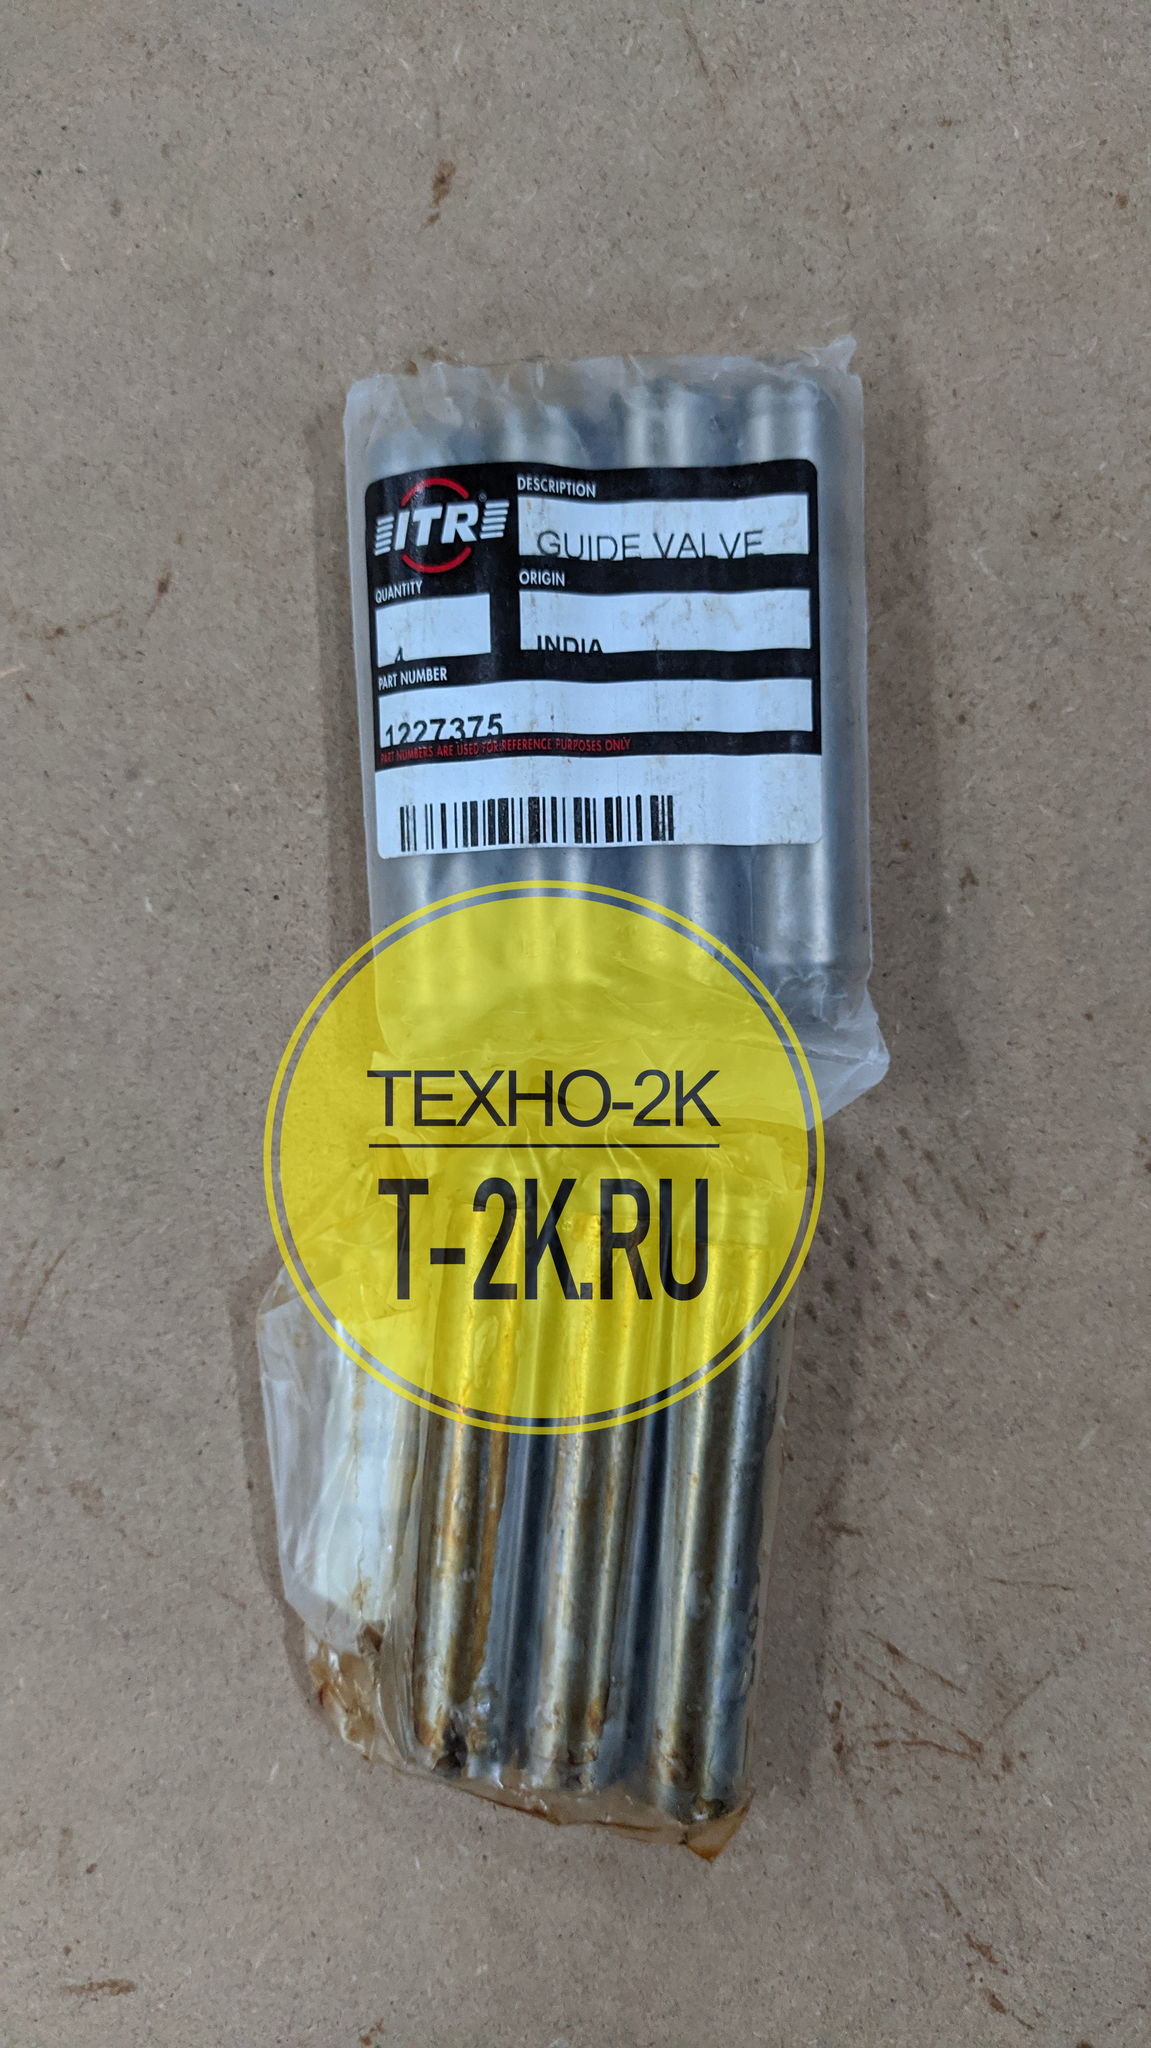 ITR®
DESCRIPTION
GUIDE VALVE
QUANTITY
4
ORIGIN
INDIA
PART NUMBER
1227375
PART NUMBERS ARE USED FOR REFERENCE PURPOSES ONLY
ТЕХНО-2К
T-2K.RU